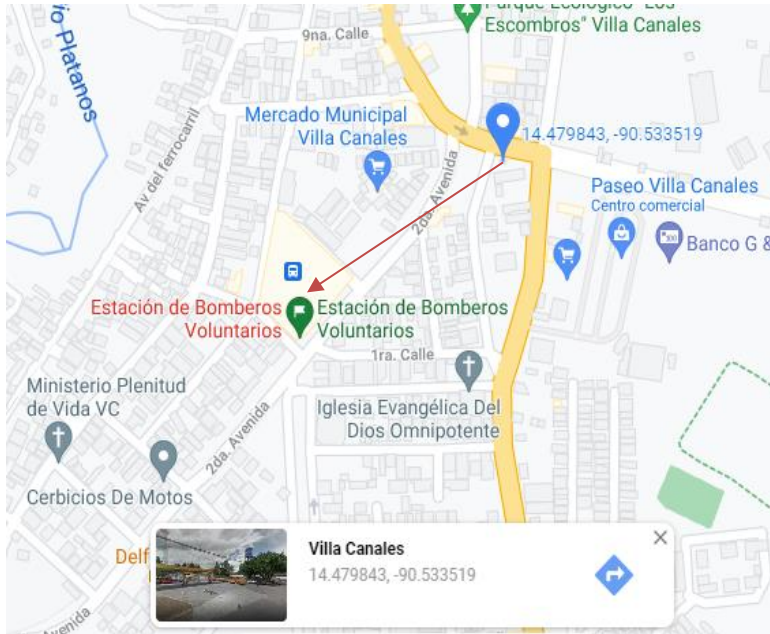 Parque Ecológico "Los
Escombros" Villa Canales
9na. Calle
io Platanos
Mercado Municipal
Villa Canales
14.479843, -90.533519
Av del ferrocarril
2da. Avenida
Paseo Villa Canales
Centro comercial
Banco G &
Estación de Bomberos
Voluntarios
Estación de Bomberos
Voluntarios
1ra. Calle
Ministerio Plenitud
de Vida VC
Iglesia Evangélica Del
Dios Omnipotente
2da. Avenida
Cerbicios De Motos
Delf
Villa Canales
14.479843, -90.533519
Avenida